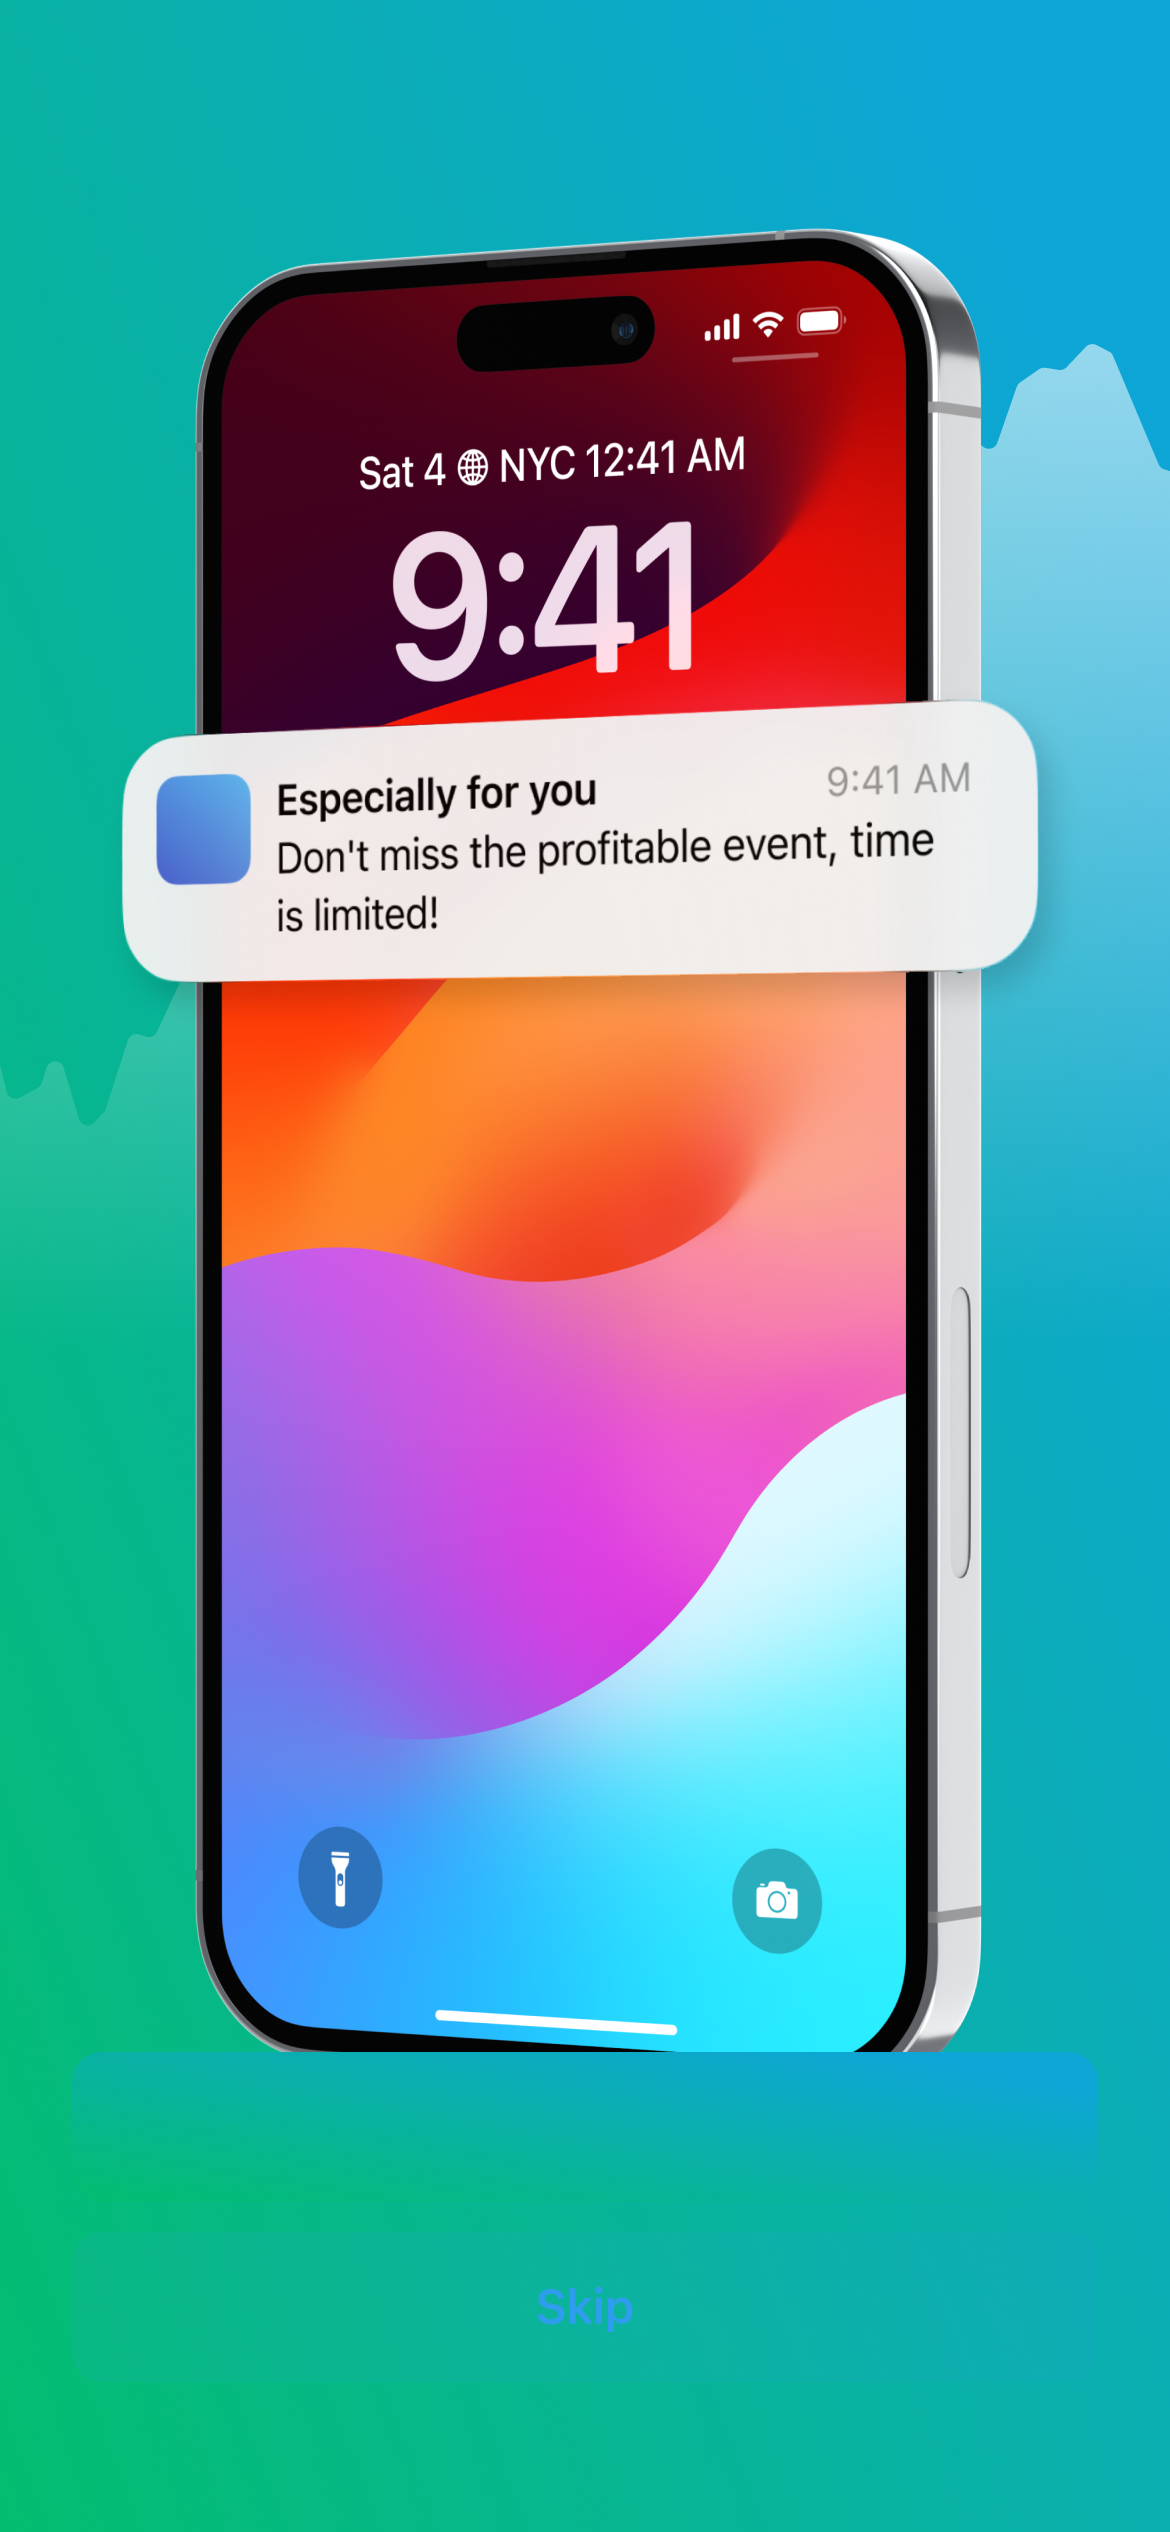 Sat 4 NYC 12:41 AM
9:41
Especially for you
9:41 AM
Don't miss the profitable event, time
is limited!
Skip